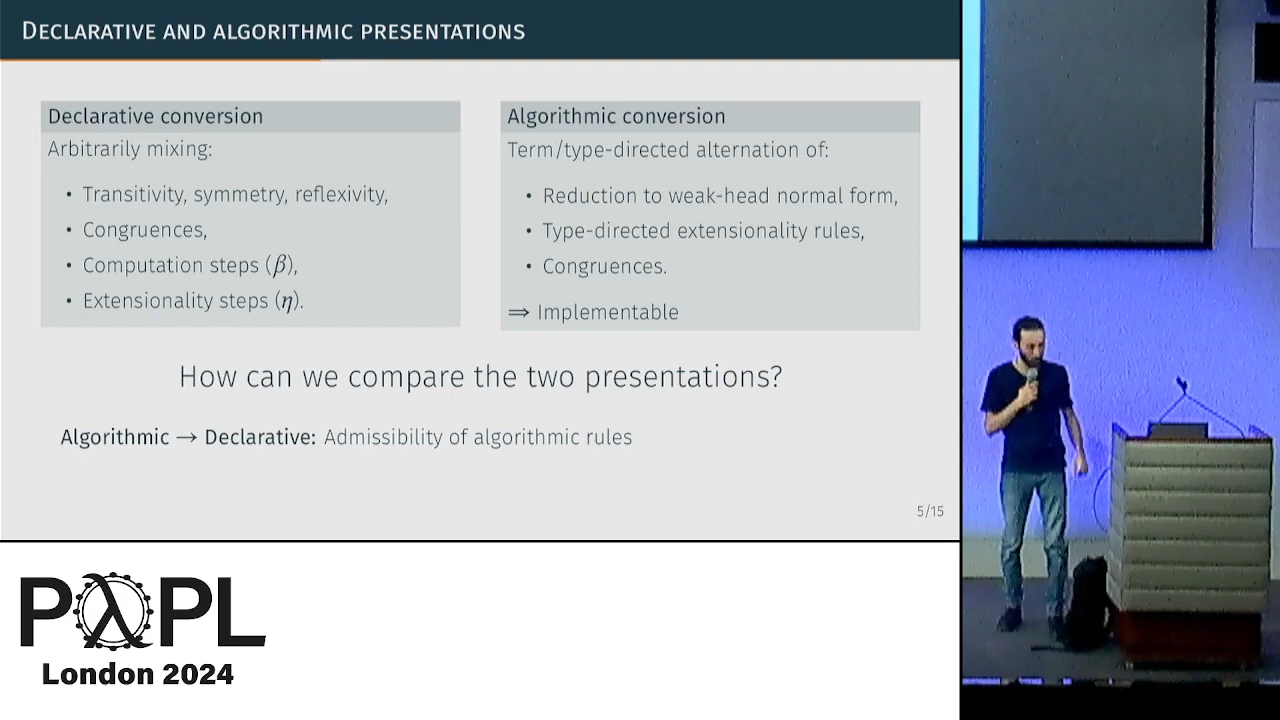 Declarative and algorithmic presentations
Declarative conversion
Arbitrarily mixing:
• Transitivity, symmetry, reflexivity,
• Congruences,
• Computation steps (β),
• Extensionality steps (η).
Algorithmic conversion
Term/type-directed alternation of:
• Reduction to weak-head normal form,
• Type-directed extensionality rules,
• Congruences.
⇒ Implementable
How can we compare the two presentations?
Algorithmic → Declarative: Admissibility of algorithmic rules
5/15
PλPL
London 2024